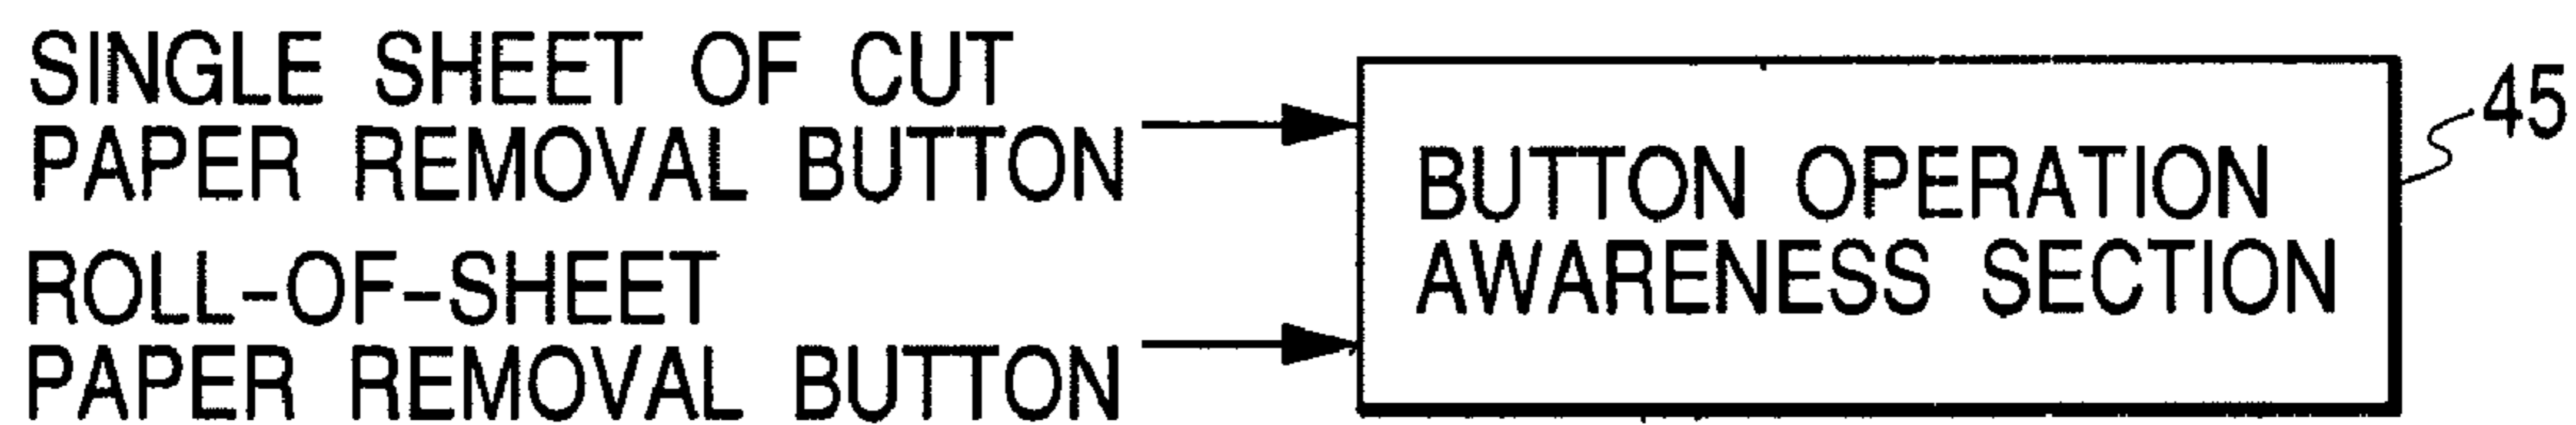 SINGLE SHEET OF CUT
PAPER REMOVAL BUTTON
ROLL-OF-SHEET
PAPER REMOVAL BUTTON
BUTTON OPERATION
AWARENESS SECTION
45